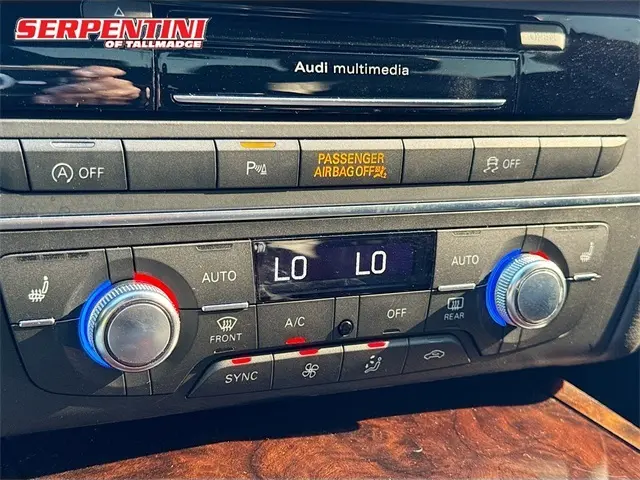 SERPENTINI
OF TALLMADGE
Audi multimedia
A OFF
P
PASSENGER
AIRBAG OFF
OFF
AUTO
LO LO
AUTO
FRONT
A/C
OFF
REAR
SYNC